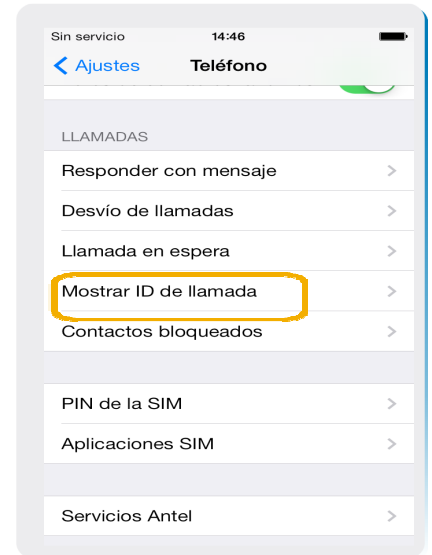 Sin servicio 14:46
Ajustes Teléfono
LLAMADAS
Responder con mensaje
Desvío de llamadas
Llamada en espera
Mostrar ID de llamada
Contactos bloqueados
PIN de la SIM
Aplicaciones SIM
Servicios Antel